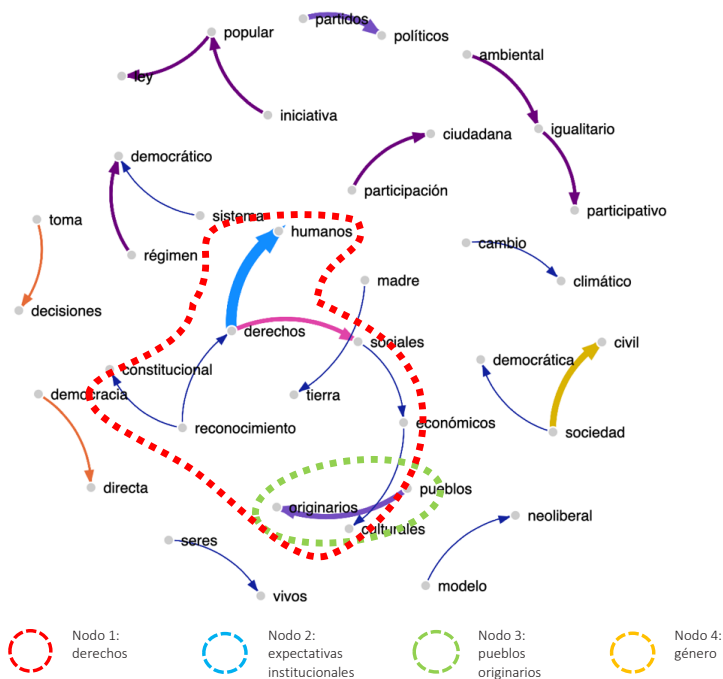 partidos
popular
políticos
ambiental
ley
iniciativa
ciudadana
igualitario
democrático
participación
participativo
toma
sistema
humanos
régimen
cambio
madre
climático
decisiones
derechos
sociales
civil
democrática
constitucional
democracia
tierra
reconocimiento
económicos
sociedad
directa
pueblos
originarios
neoliberal
culturales
seres
modelo
vivos
Nodo 1:
derechos
Nodo 2:
expectativas
institucionales
Nodo 3:
pueblos
originarios
Nodo 4:
género